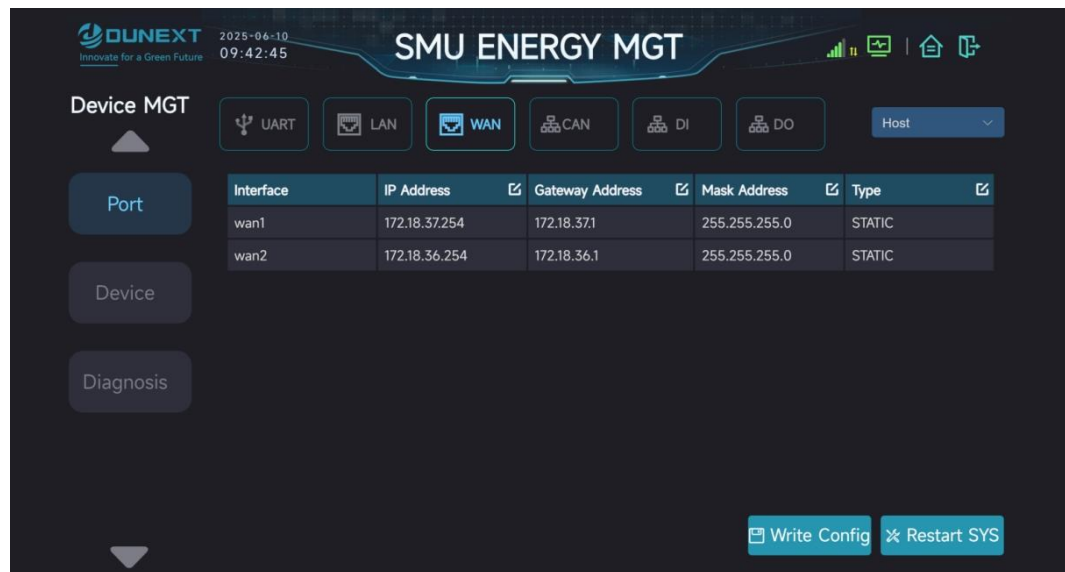 DUNEXT
Innovate for a Green Future
2025-06-10
09:42:45
SMU ENERGY MGT
Device MGT
UART
LAN
WAN
CAN
DI
DO
Host
Port
Device
Diagnosis
Interface IP Address Gateway Address Mask Address Type
wan1 172.18.37.254 172.18.37.1 255.255.255.0 STATIC
wan2 172.18.36.254 172.18.36.1 255.255.255.0 STATIC
Write Config
Restart SYS